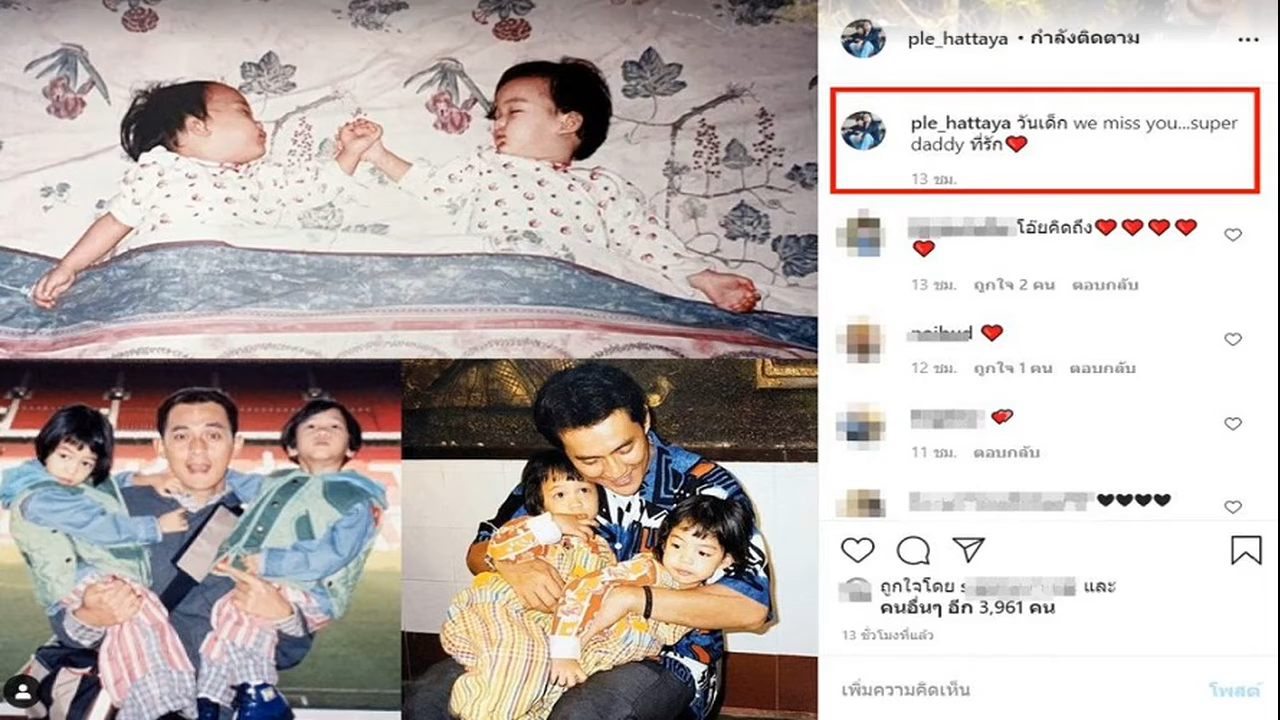 ple_hattaya • กำลังติดตาม
ple_hattaya วันเด็ก we miss you...super
daddy ที่รัก❤️
13 ชม.
โอ๊ยคิดถึง❤️❤️❤️❤️
❤️
13 ชม. ถูกใจ 2 คน ตอบกลับ
❤️
12 ชม. ถูกใจ 1 คน ตอบกลับ
💕
11 ชม. ตอบกลับ
🖤🖤🖤🖤
ถูกใจโดย s และ
คนอื่นๆ อีก 3,961 คน
13 ชั่วโมงที่แล้ว
เพิ่มความคิดเห็น
โพสต์